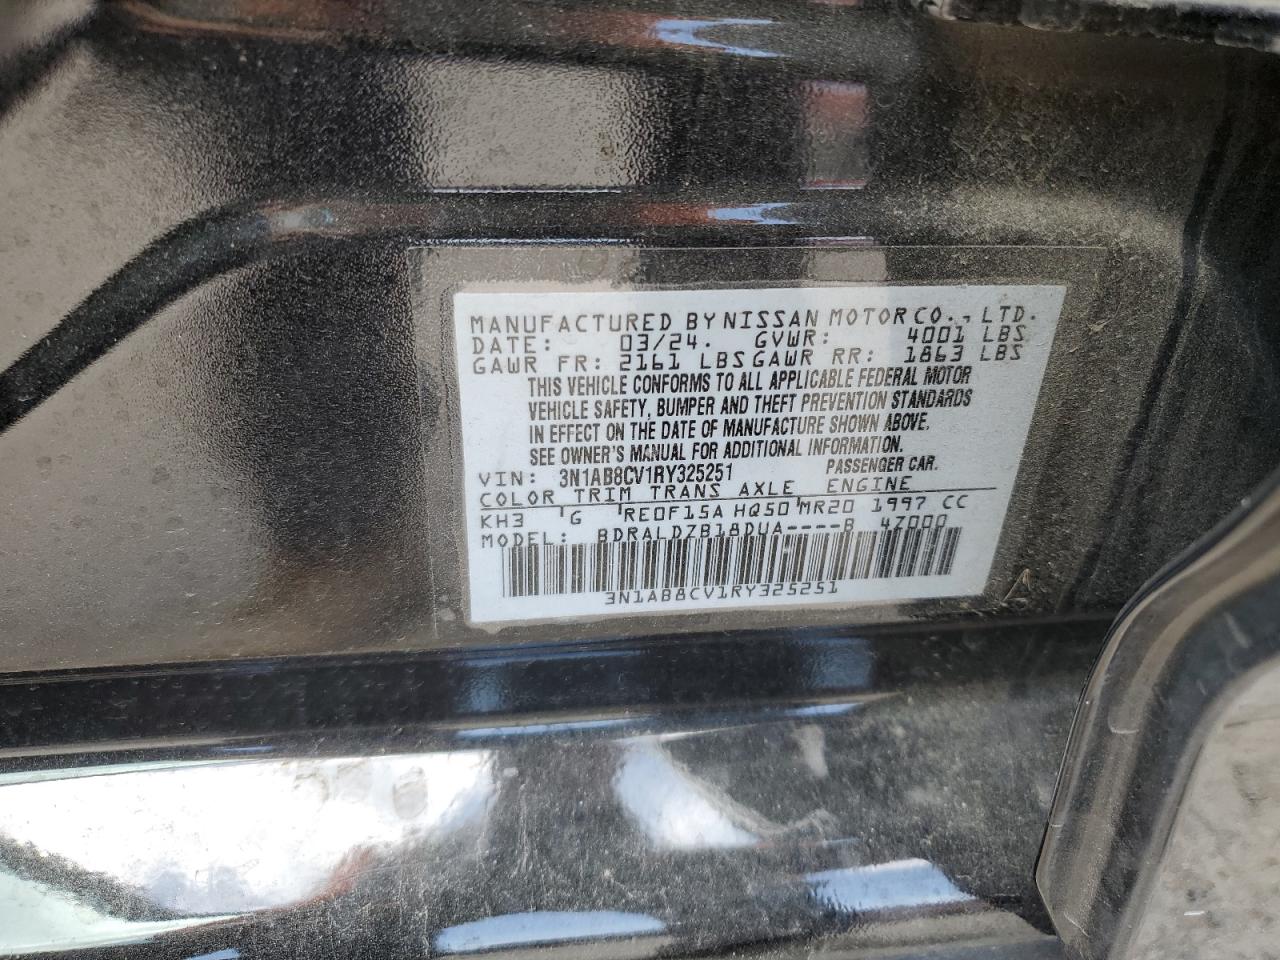 MANUFACTURED BY NISSAN MOTOR CO., LTD.
DATE: 03/24. GVWR: 4001 LBS
GAWR FR: 2161 LBS GAWR RR: 1863 LBS
THIS VEHICLE CONFORMS TO ALL APPLICABLE FEDERAL MOTOR
VEHICLE SAFETY, BUMPER AND THEFT PREVENTION STANDARDS
IN EFFECT ON THE DATE OF MANUFACTURE SHOWN ABOVE.
SEE OWNER'S MANUAL FOR ADDITIONAL INFORMATION.
VIN: 3N1AB8CV1RY325251 PASSENGER CAR.
COLOR TRIM TRANS AXLE ENGINE
KH3 G RE0F15A HQ50 MR20 1997 CC
MODEL: BDRALDZB18DUA----B 47000
3N1AB8CV1RY325251